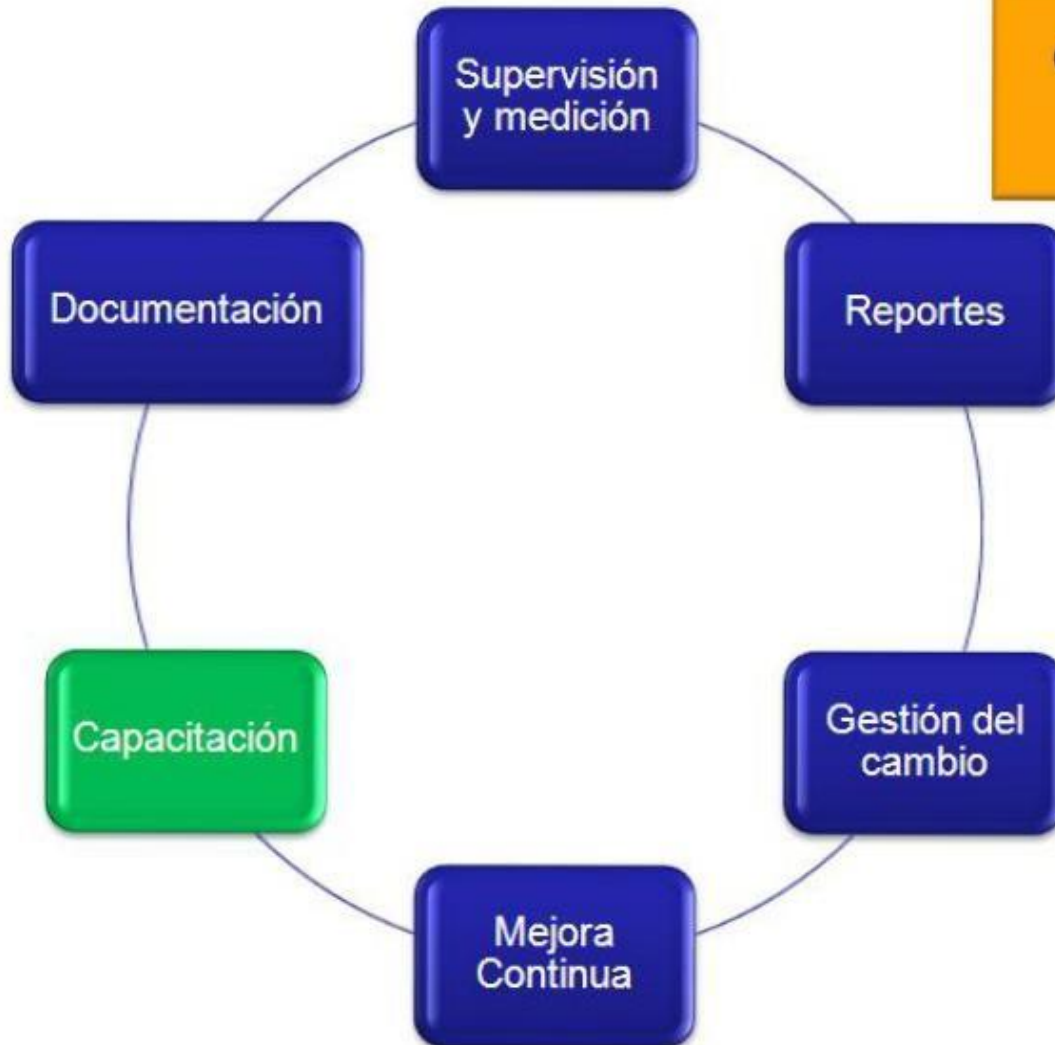 Supervisión
y medición
Documentación
Reportes
Capacitación
Gestión del
cambio
Mejora
Continua